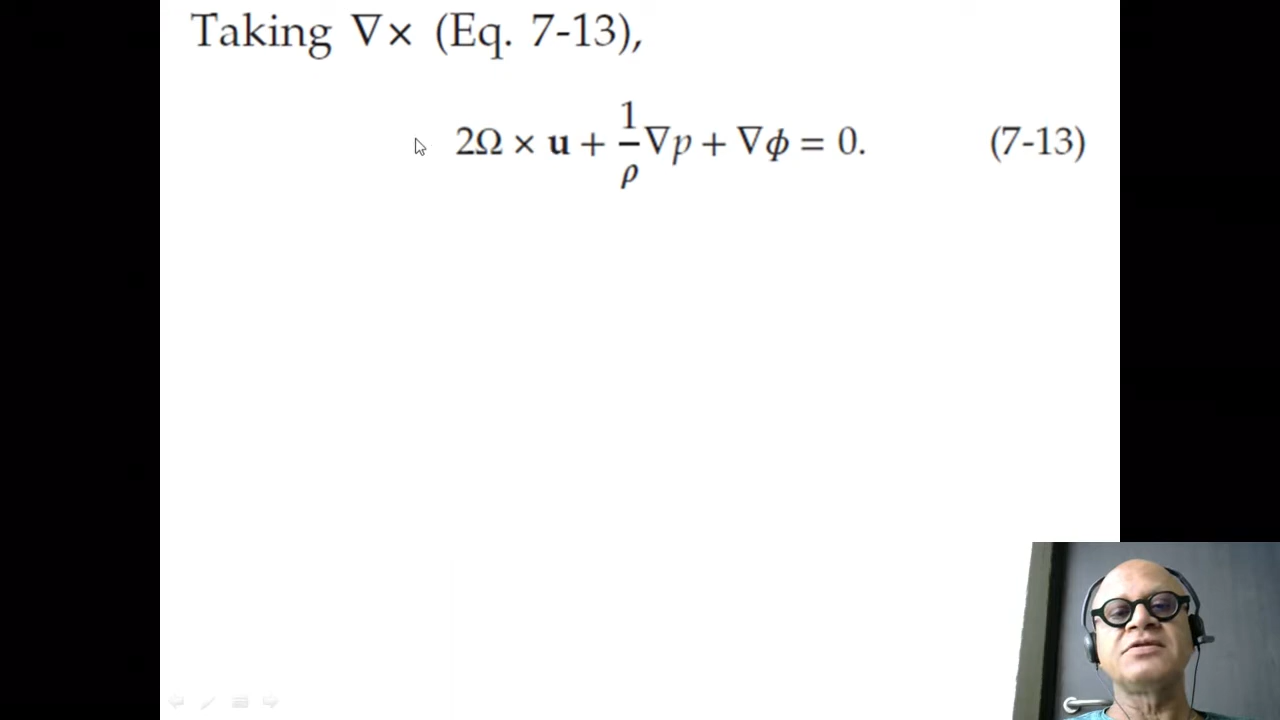 Taking ∇× (Eq. 7-13),
2Ω × u + 1/ρ ∇p + ∇ϕ = 0. (7-13)